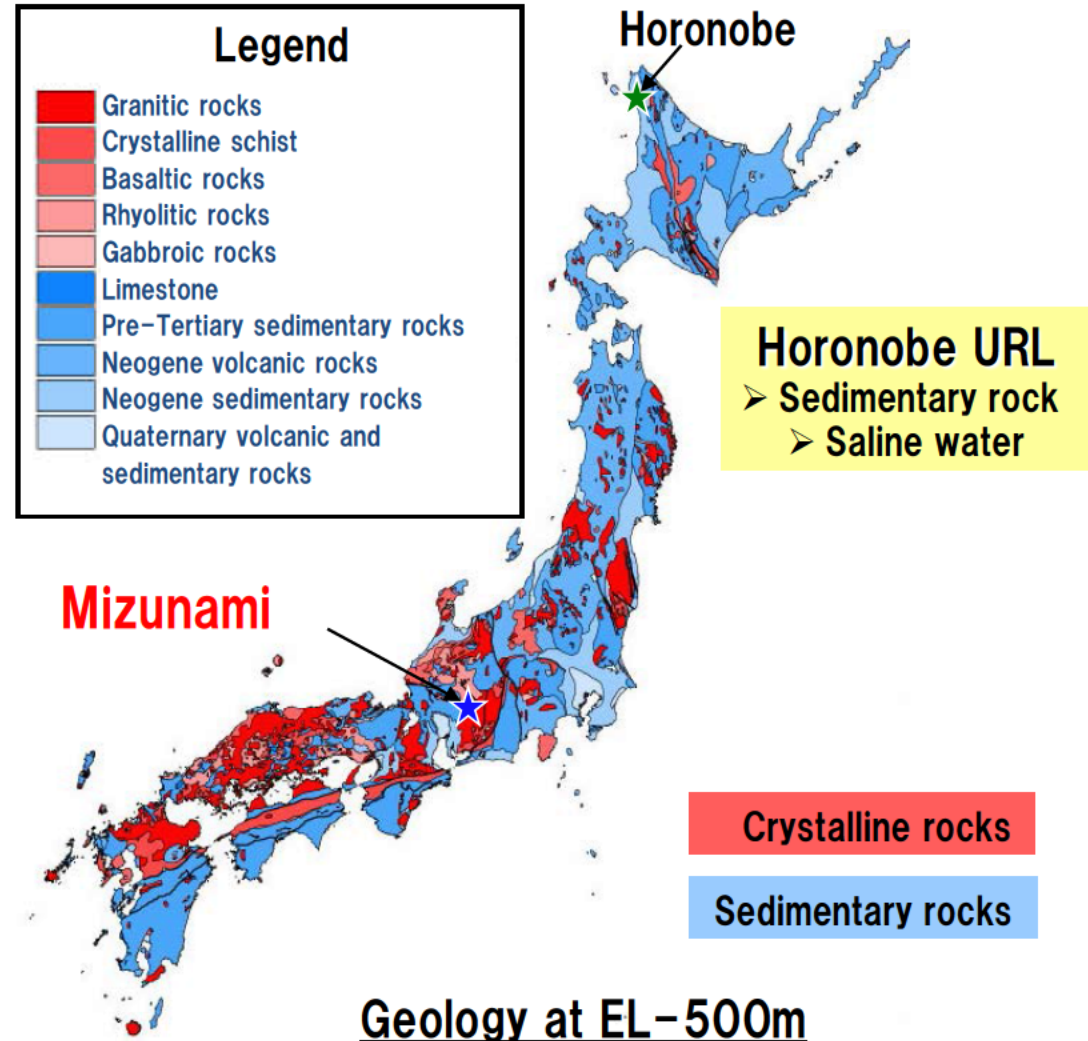 Legend
Granitic rocks
Crystalline schist
Basaltic rocks
Rhyolitic rocks
Gabbroic rocks
Limestone
Pre-Tertiary sedimentary rocks
Neogene volcanic rocks
Neogene sedimentary rocks
Quaternary volcanic and
sedimentary rocks
Horonobe
Horonobe URL
➢ Sedimentary rock
➢ Saline water
Mizunami
Crystalline rocks
Sedimentary rocks
Geology at EL-500m